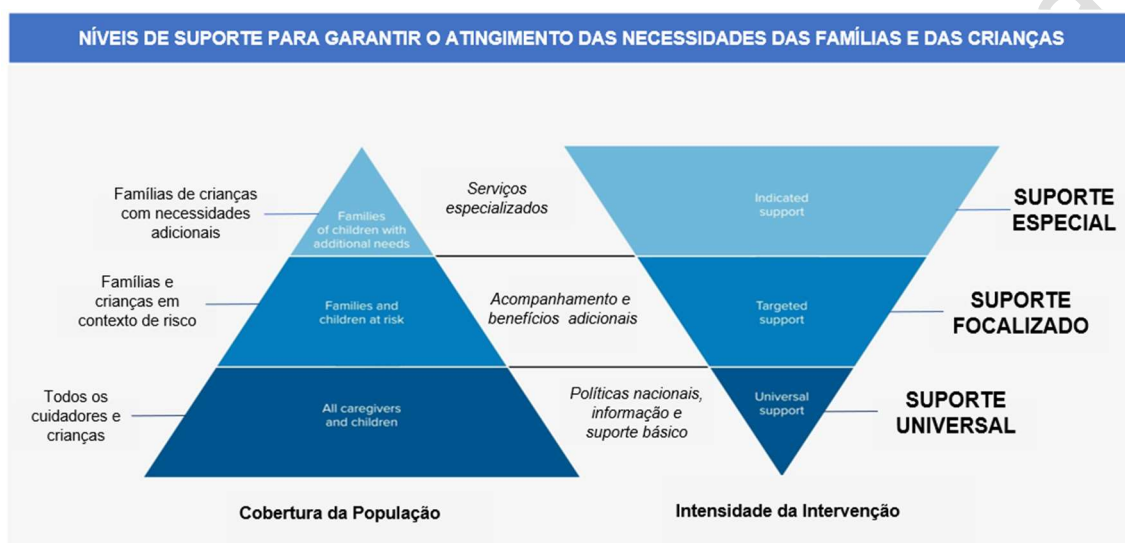 NÍVEIS DE SUPORTE PARA GARANTIR O ATINGIMENTO DAS NECESSIDADES DAS FAMÍLIAS E DAS CRIANÇAS
Famílias de crianças
com necessidades
adicionais
Families
of children with
additional needs
Serviços
especializados
Indicated
support
SUPORTE
ESPECIAL
Famílias e
crianças em
contexto de risco
Families and
children at risk
Acompanhamento e
benefícios adicionais
Targeted
support
SUPORTE
FOCALIZADO
Todos os
cuidadores e
crianças
All caregivers
and children
Políticas nacionais,
informação e
suporte básico
Universal
support
SUPORTE
UNIVERSAL
Cobertura da População
Intensidade da Intervenção